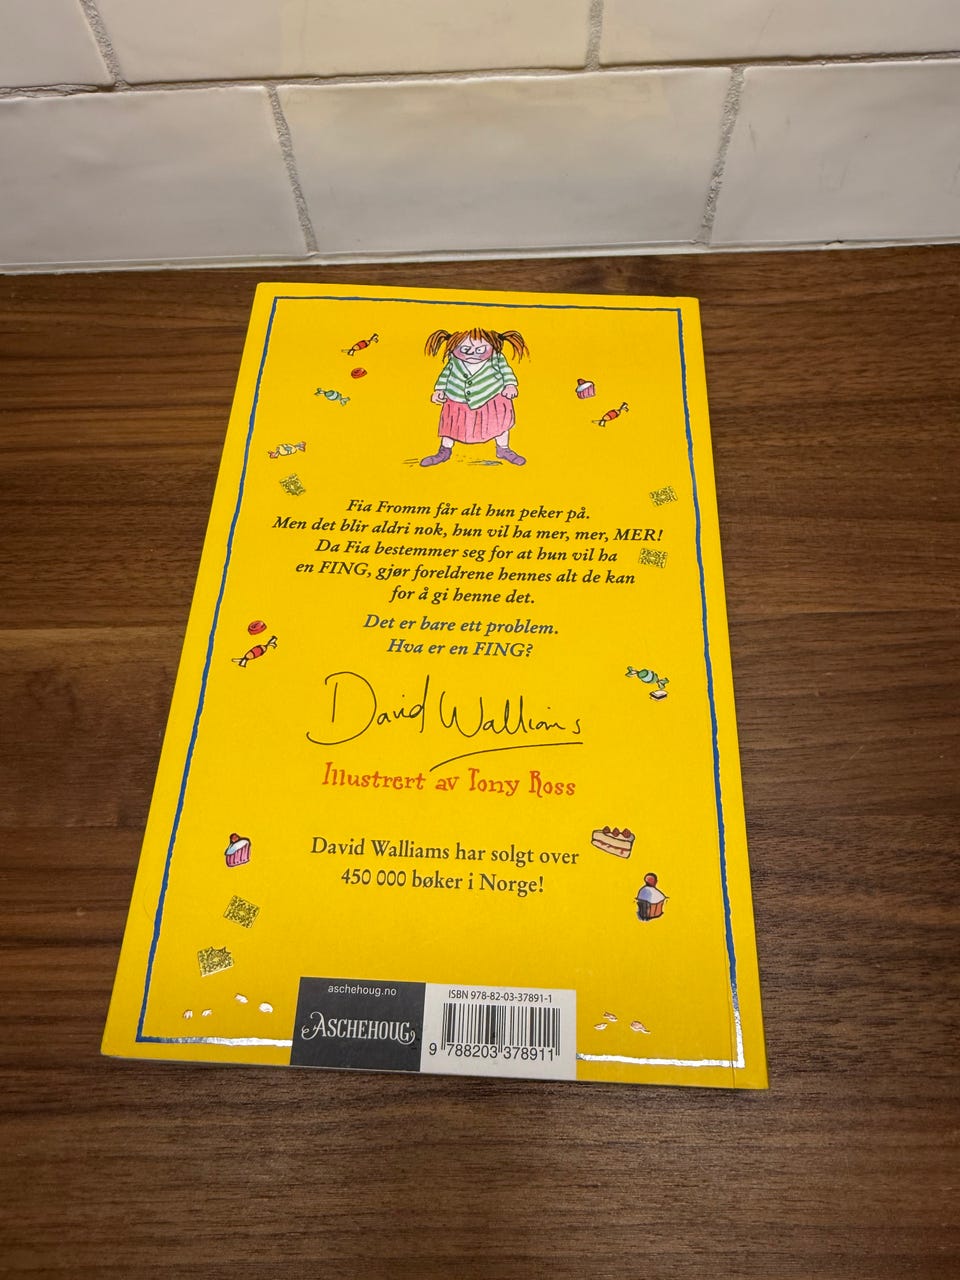 Fia Fromm får alt hun peker på.
Men det blir aldri nok, hun vil ha mer, mer, MER!
Da Fia bestemmer seg for at hun vil ha
en FING, gjør foreldrene hennes alt de kan
for å gi henne det.
Det er bare ett problem.
Hva er en FING?
David Walliams
Illustrert av Tony Ross
David Walliams har solgt over
450 000 bøker i Norge!
aschehoug.no
ASCHEHOUG
ISBN 978-82-03-37891-1
9 788203 378911